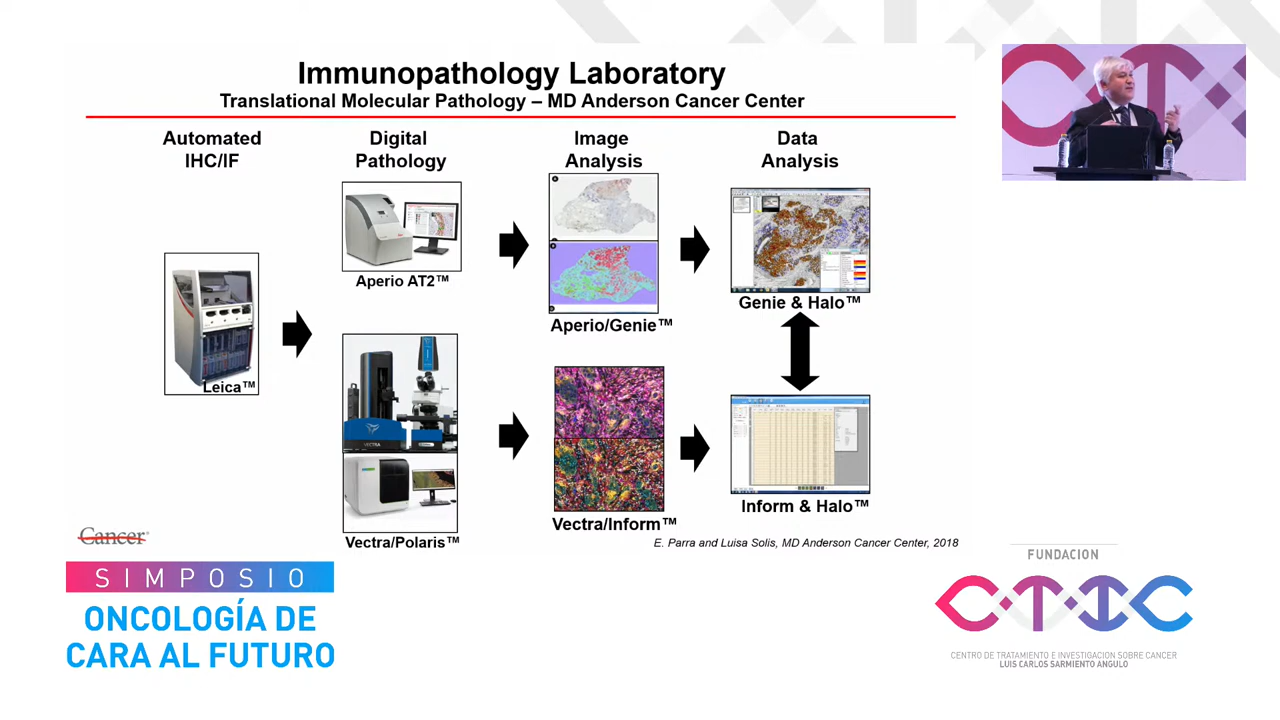 Immunopathology Laboratory
Translational Molecular Pathology – MD Anderson Cancer Center
Automated
IHC/IF
Digital
Pathology
Image
Analysis
Data
Analysis
Leica™
Aperio AT2™
VECTRA
Vectra/Polaris™
Aperio/Genie™
Vectra/Inform™
Genie & Halo™
Inform & Halo™
E. Parra and Luisa Solis, MD Anderson Cancer Center, 2018
Cancer
SIMPOSIO
ONCOLOGÍA DE
CARA AL FUTURO
FUNDACION
CTIC
CENTRO DE TRATAMIENTO E INVESTIGACION SOBRE CANCER
LUIS CARLOS SARMIENTO ANGULO